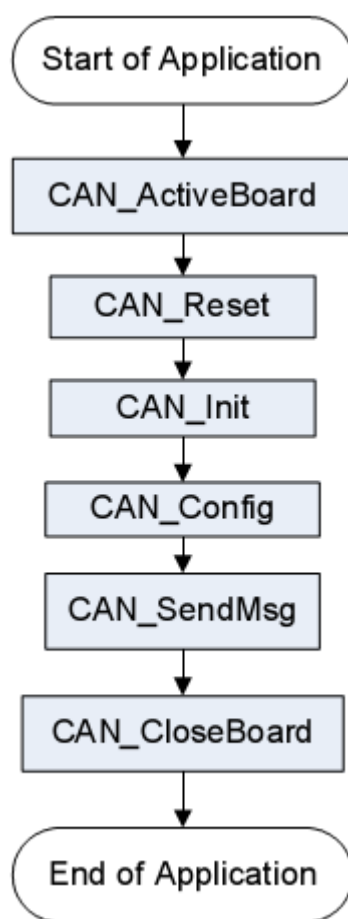 Start of Application
CAN_ActiveBoard
CAN_Reset
CAN_Init
CAN_Config
CAN_SendMsg
CAN_CloseBoard
End of Application